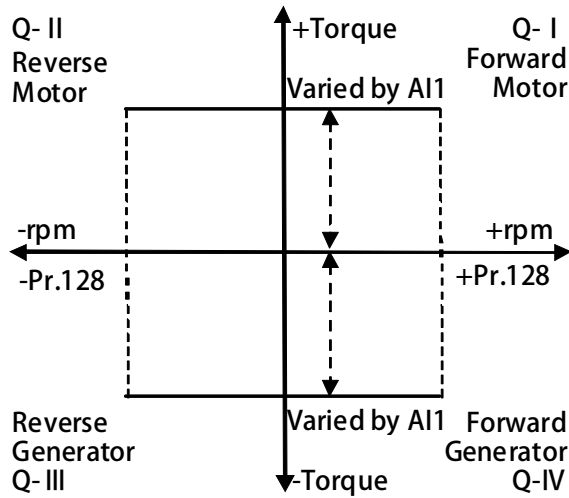 Q- II
Reverse
Motor
+Torque
Q- I
Forward
Motor
Varied by AI1
-rpm
+rpm
-Pr.128
+Pr.128
Varied by AI1
Reverse
Generator
Q- III
Forward
Generator
Q-IV
-Torque